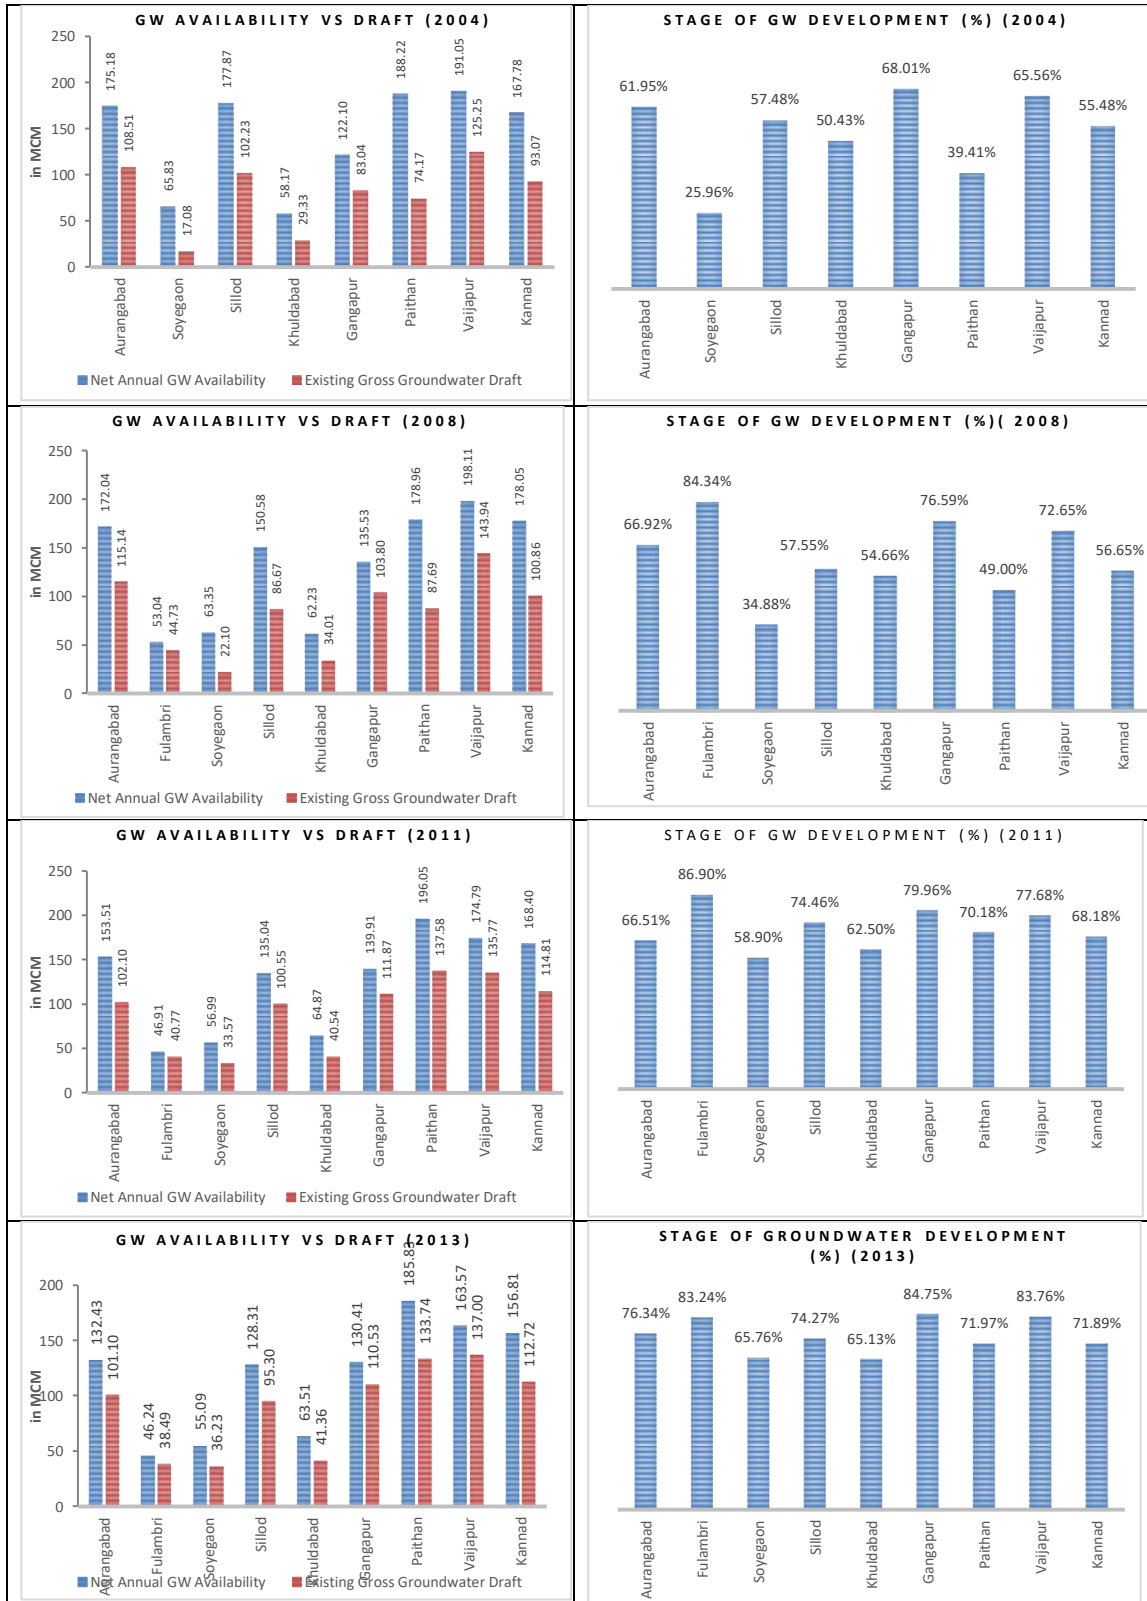 GW AVAILABILITY VS DRAFT (2004)
in MCM
250
200
150
100
50
0
175.18
108.51
65.83
17.08
177.87
102.23
58.17
29.33
122.10
83.04
188.22
74.17
191.05
125.25
167.78
93.07
Aurangabad
Soyegaon
Sillod
Khuldabad
Gangapur
Paithan
Vaijapur
Kannad
Net Annual GW Availability Existing Gross Groundwater Draft
STAGE OF GW DEVELOPMENT (%) (2004)
61.95%
25.96%
57.48%
50.43%
68.01%
39.41%
65.56%
55.48%
Aurangabad
Soyegaon
Sillod
Khuldabad
Gangapur
Paithan
Vaijapur
Kannad
GW AVAILABILITY VS DRAFT (2008)
in MCM
250
200
150
100
50
0
172.04
115.14
53.04
44.73
63.35
22.10
150.58
86.67
62.23
34.01
135.53
103.80
178.96
87.69
198.11
143.94
178.05
100.86
Aurangabad
Fulambri
Soyegaon
Sillod
Khuldabad
Gangapur
Paithan
Vaijapur
Kannad
Net Annual GW Availability Existing Gross Groundwater Draft
STAGE OF GW DEVELOPMENT (%)( 2008)
66.92%
84.34%
34.88%
57.55%
54.66%
76.59%
49.00%
72.65%
56.65%
Aurangabad
Fulambri
Soyegaon
Sillod
Khuldabad
Gangapur
Paithan
Vaijapur
Kannad
GW AVAILABILITY VS DRAFT (2011)
in MCM
250
200
150
100
50
0
153.51
102.10
46.91
40.77
56.99
33.57
135.04
100.55
64.87
40.54
139.91
111.87
196.05
137.58
174.79
135.77
168.40
114.81
Aurangabad
Fulambri
Soyegaon
Sillod
Khuldabad
Gangapur
Paithan
Vaijapur
Kannad
Net Annual GW Availability Existing Gross Groundwater Draft
STAGE OF GW DEVELOPMENT (%) (2011)
66.51%
86.90%
58.90%
74.46%
62.50%
79.96%
70.18%
77.68%
68.18%
Aurangabad
Fulambri
Soyegaon
Sillod
Khuldabad
Gangapur
Paithan
Vaijapur
Kannad
GW AVAILABILITY VS DRAFT (2013)
in MCM
200
150
100
50
0
132.43
101.10
46.24
38.49
55.09
36.23
128.31
95.30
63.51
41.36
130.41
110.53
185.83
133.74
163.57
137.00
156.81
112.72
Aurangabad
Fulambri
Soyegaon
Sillod
Khuldabad
Gangapur
Paithan
Vaijapur
Kannad
Net Annual GW Availability Existing Gross Groundwater Draft
STAGE OF GROUNDWATER DEVELOPMENT
(%) (2013)
76.34%
83.24%
65.76%
74.27%
65.13%
84.75%
71.97%
83.76%
71.89%
Aurangabad
Fulambri
Soyegaon
Sillod
Khuldabad
Gangapur
Paithan
Vaijapur
Kannad